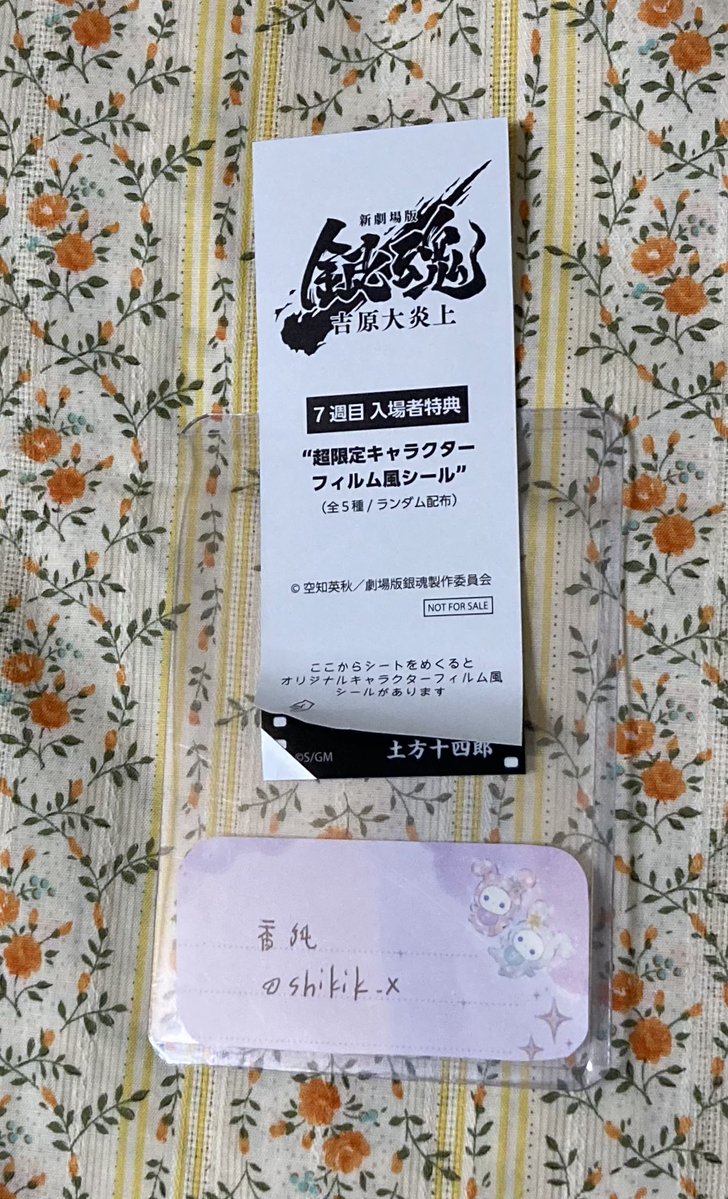 新劇場版
銀魂
吉原大炎上
7週目 入場者特典
“超限定キャラクター
フィルム風シール”
(全5種/ランダム配布)
© 空知英秋／劇場版銀魂製作委員会
NOT FOR SALE
ここからシートをめくると
オリジナルキャラクターフィルム風
シールがあります
©S/GM
土方十四郎
香純
@shikik_x